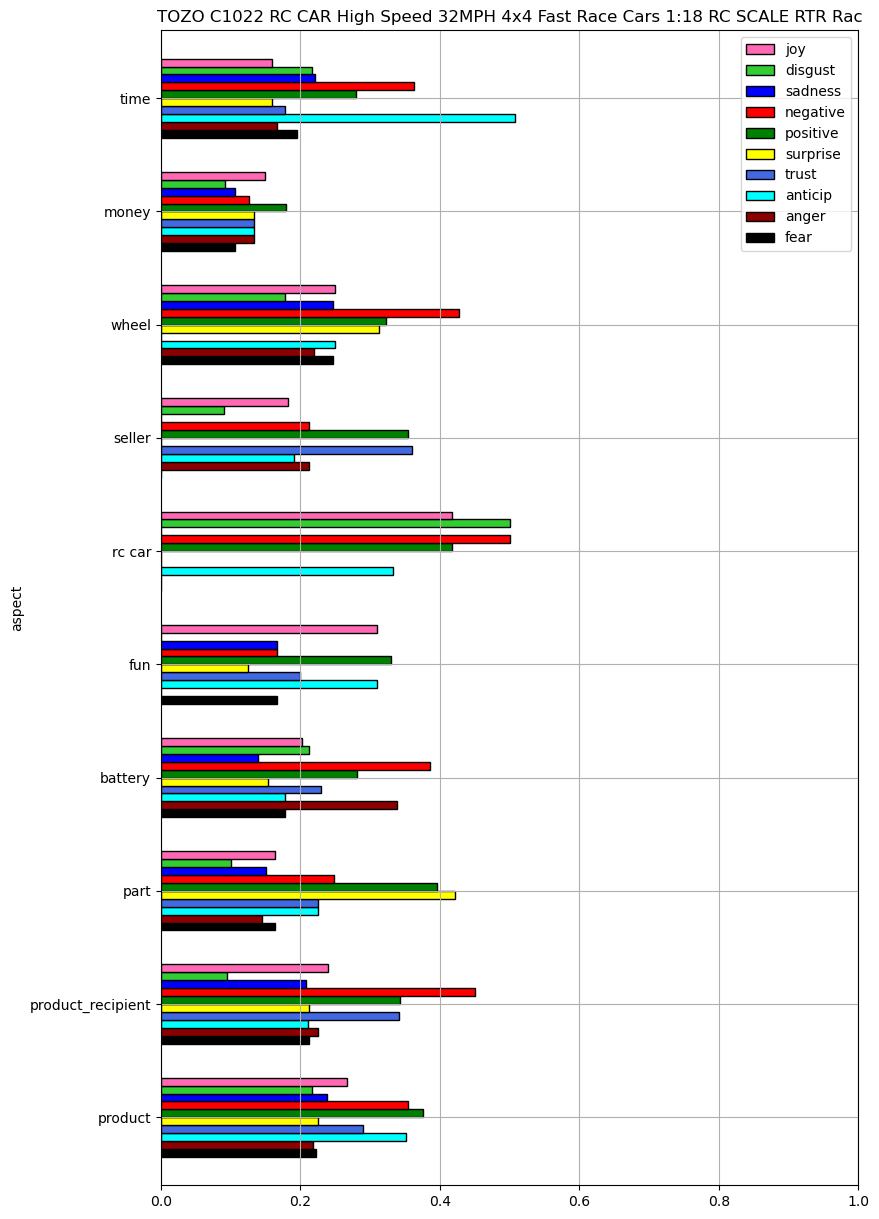 TOZO C1022 RC CAR High Speed 32MPH 4x4 Fast Race Cars 1:18 RC SCALE RTR Rac
joy
disgust
sadness
negative
positive
surprise
trust
anticip
anger
fear
time
money
wheel
seller
rc car
fun
battery
part
product_recipient
product
aspect
0.0 0.2 0.4 0.6 0.8 1.0